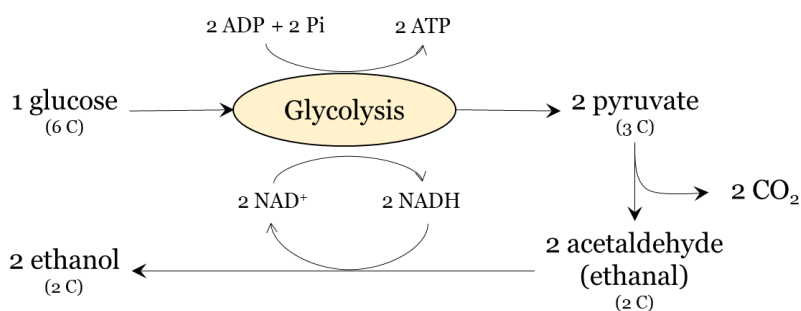 2 ADP + 2 Pi
2 ATP
1 glucose
(6 C)
Glycolysis
2 pyruvate
(3 C)
2 NAD⁺
2 NADH
2 CO₂
2 ethanol
(2 C)
2 acetaldehyde
(ethanal)
(2 C)